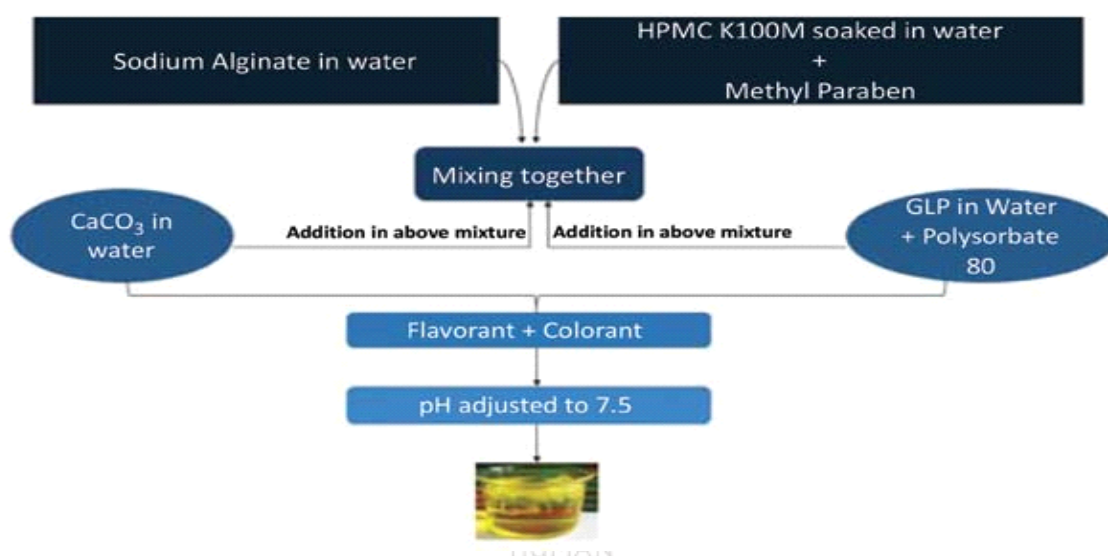 Sodium Alginate in water
HPMC K100M soaked in water
+
Methyl Paraben
Mixing together
CaCO₃ in
water
Addition in above mixture
Addition in above mixture
GLP in Water
+ Polysorbate
80
Flavorant + Colorant
pH adjusted to 7.5